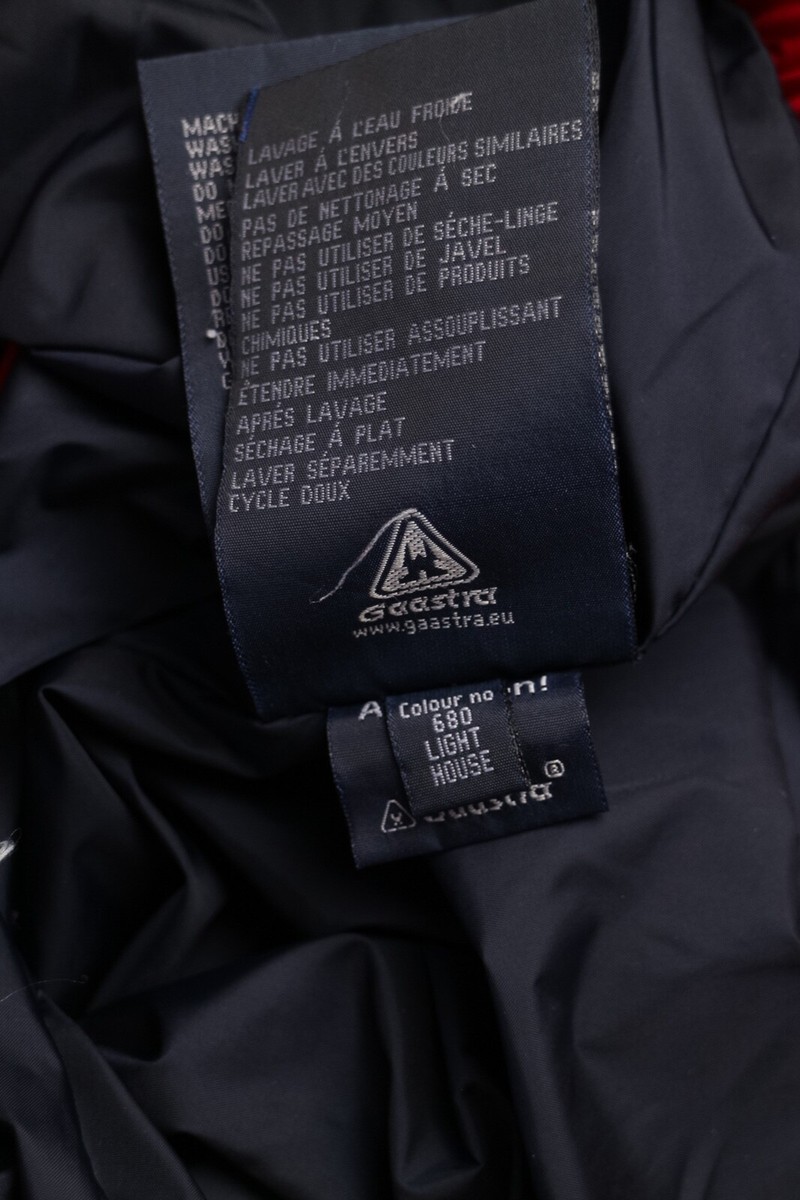 LAVAGE Á L'EAU FROIDE
LAVER Á L'ENVERS
LAVER AVEC DES COULEURS SIMILAIRES
PAS DE NETTONAGE Á SEC
REPASSAGE MOYEN
NE PAS UTILISER DE SÉCHE-LINGE
NE PAS UTILISER DE JAVEL
NE PAS UTILISER DE PRODUITS
CHIMIQUES
NE PAS UTILISER ASSOUPLISSANT
ÉTENDRE IMMEDIATEMENT
APRÉS LAVAGE
SÉCHAGE Á PLAT
LAVER SÉPAREMMENT
CYCLE DOUX
Gaastra
www.gaastra.eu
Colour no
680
LIGHT
HOUSE